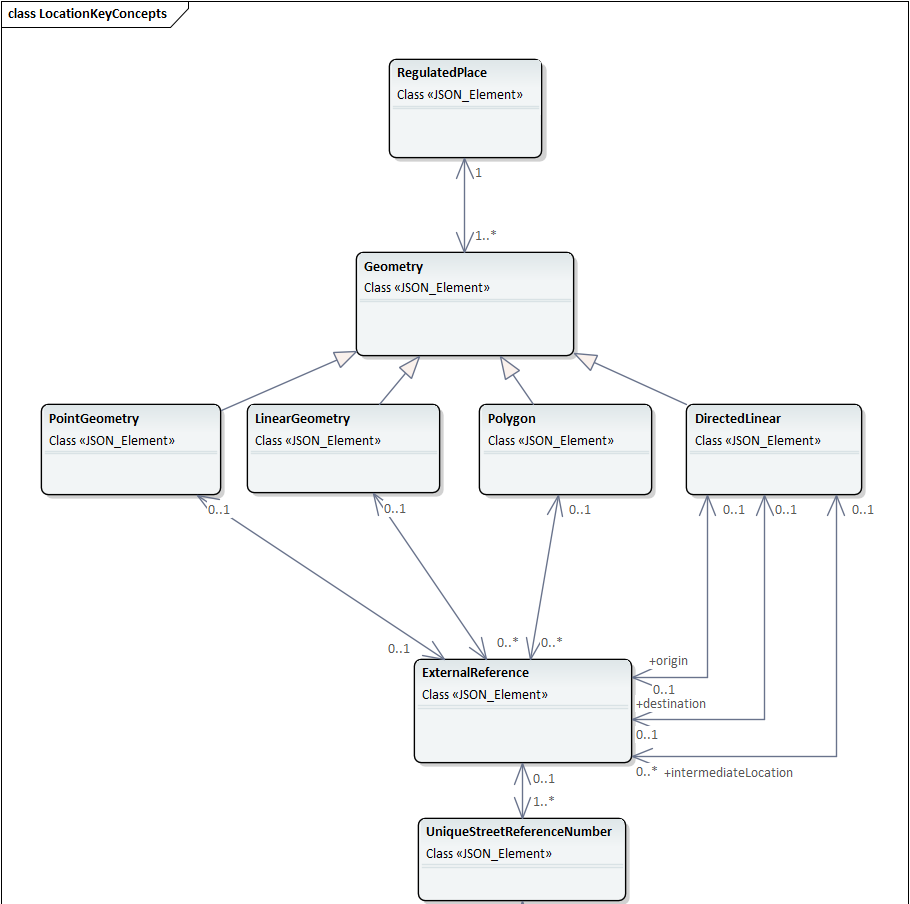 class LocationKeyConcepts
RegulatedPlace
Class «JSON_Element»
1
1..*
Geometry
Class «JSON_Element»
PointGeometry
Class «JSON_Element»
LinearGeometry
Class «JSON_Element»
Polygon
Class «JSON_Element»
DirectedLinear
Class «JSON_Element»
0..1
0..1
0..1
0..1
0..1
0..1
0..1
0..*
0..*
ExternalReference
Class «JSON_Element»
+origin
0..1
+destination
0..1
0..*
+intermediateLocation
0..1
1..*
UniqueStreetReferenceNumber
Class «JSON_Element»